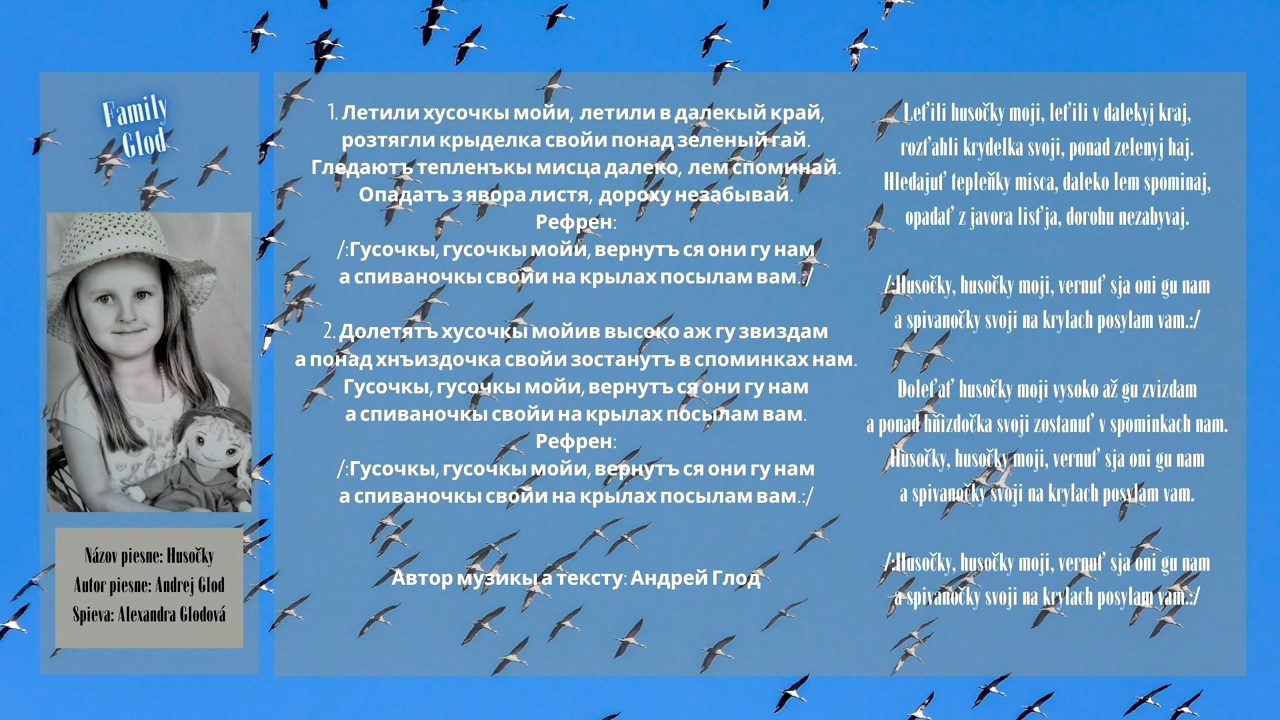 Family
Glod
Názov piesne: Husočky
Autor piesne: Andrej Glod
Spieva: Alexandra Glodová
1. Летили хусочкы мойи, летили в далекый край,
розтягли крыделка свойи понад зеленый гай.
Гледають тепленъкы мисца далеко, лем споминай.
Опадатъ з явора листя, дороху незабывай.
Рефрен:
/:Гусочкы, гусочкы мойи, вернутъ ся они гу нам
а спиваночкы свойи на крылах посылам вам.:/
2. Долетятъ хусочкы мойив высоко аж гу звиздам
а понад хнъиздочка свойи зостанутъ в споминках нам.
Гусочкы, гусочкы мойи, вернутъ ся они гу нам
а спиваночкы свойи на крылах посылам вам.
Рефрен:
/:Гусочкы, гусочкы мойи, вернутъ ся они гу нам
а спиваночкы свойи на крылах посылам вам.:/
Автор музикы а тексту: Андрей Глод
Leťili husočky moji, leťili v dalekyj kraj,
rozťahli krydelka svoji, ponad zelenyj haj.
Hledajuť tepleňky misca, daleko lem spominaj,
opadať z javora lisťja, dorohu nezabyvaj.
/:Husočky, husočky moji, vernuť sja oni gu nam
a spivanočky svoji na krylach posylam vam.:/
Doleťať husočky moji vysoko až gu zvizdam
a ponad hňizdočka svoji zostanuť v spominkach nam.
Husočky, husočky moji, vernuť sja oni gu nam
a spivanočky svoji na krylach posylam vam.
/:Husočky, husočky moji, vernuť sja oni gu nam
a spivanočky svoji na krylach posylam vam.:/